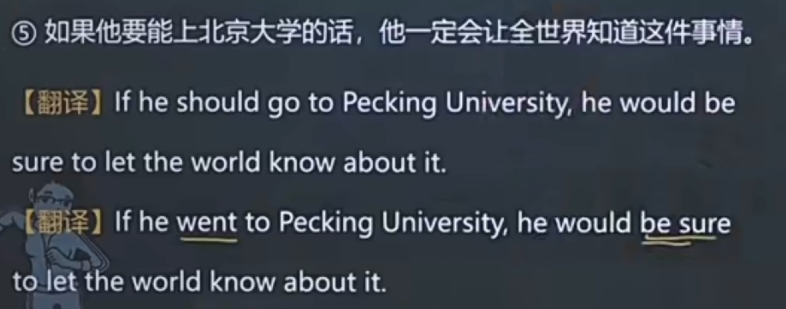 ⑤ 如果他要能上北京大学的话，他一定会让全世界知道这件事情。
【翻译】If he should go to Pecking University, he would be
sure to let the world know about it.
【翻译】If he went to Pecking University, he would be sure
to let the world know about it.